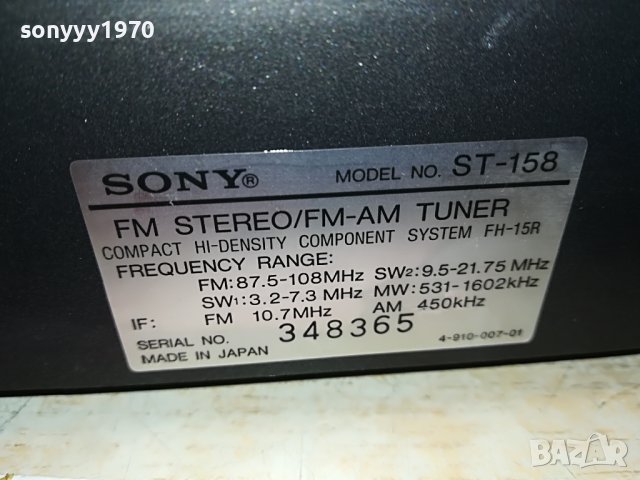 sonyyy1970
SONY® MODEL NO. ST-158
FM STEREO/FM-AM TUNER
COMPACT HI-DENSITY COMPONENT SYSTEM FH-15R
FREQUENCY RANGE:
FM: 87.5-108MHz SW2: 9.5-21.75 MHz
SW1: 3.2-7.3 MHz MW: 531-1602kHz
IF: FM 10.7MHz AM 450kHz
SERIAL NO. 348365
MADE IN JAPAN 4-910-007-01
BAZAR